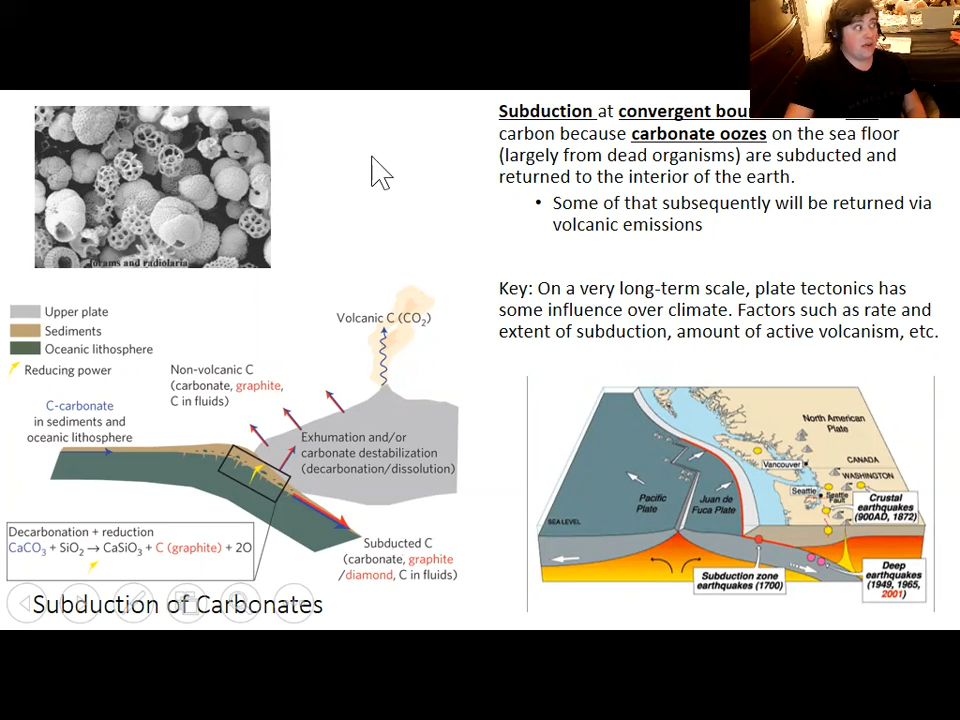 Subduction at convergent
carbon because carbonate oozes on the sea floor
(largely from dead organisms) are subducted and
returned to the interior of the earth.
• Some of that subsequently will be returned via
volcanic emissions
Key: On a very long-term scale, plate tectonics has
some influence over climate. Factors such as rate and
extent of subduction, amount of active volcanism, etc.
forams and radiolaria
Upper plate
Sediments
Oceanic lithosphere
Reducing power
Volcanic C (CO₂)
Non-volcanic C
(carbonate, graphite,
C in fluids)
C-carbonate
in sediments and
oceanic lithosphere
Exhumation and/or
carbonate destabilization
(decarbonation/dissolution)
Decarbonation + reduction
CaCO₃ + SiO₂ → CaSiO₃ + C (graphite) + 2O
Subducted C
(carbonate, graphite
/diamond, C in fluids)
Subduction of Carbonates
North American
Plate
CANADA
Vancouver
WASHINGTON
Seattle
Seattle
Fault
Crustal
earthquakes
(900AD, 1872)
Pacific
Plate
Juan de
Fuca Plate
SEA LEVEL
Subduction zone
earthquakes (1700)
Deep
earthquakes
(1949, 1965,
2001)